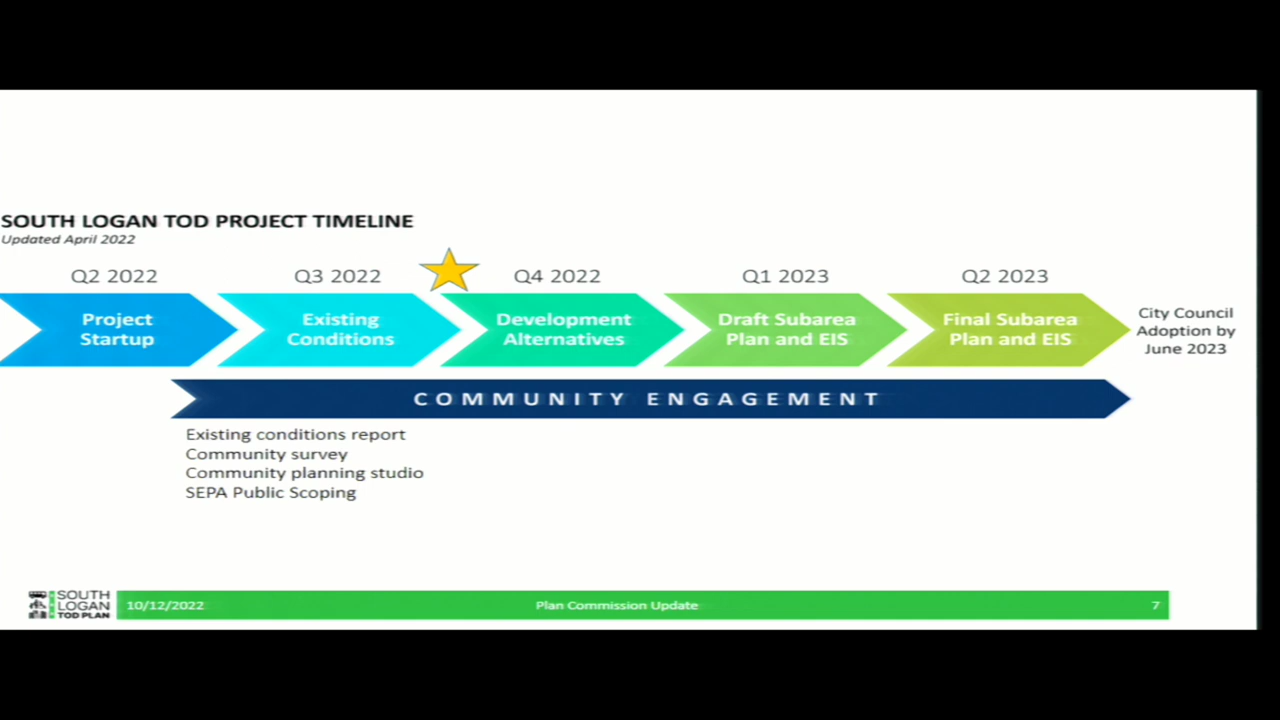 SOUTH LOGAN TOD PROJECT TIMELINE
Updated April 2022
Q2 2022
Q3 2022
Q4 2022
Q1 2023
Q2 2023
Project
Startup
Existing
Conditions
Development
Alternatives
Draft Subarea
Plan and EIS
Final Subarea
Plan and EIS
City Council
Adoption by
June 2023
COMMUNITY ENGAGEMENT
Existing conditions report
Community survey
Community planning studio
SEPA Public Scoping
SOUTH
LOGAN
TOD PLAN
10/12/2022
Plan Commission Update
7